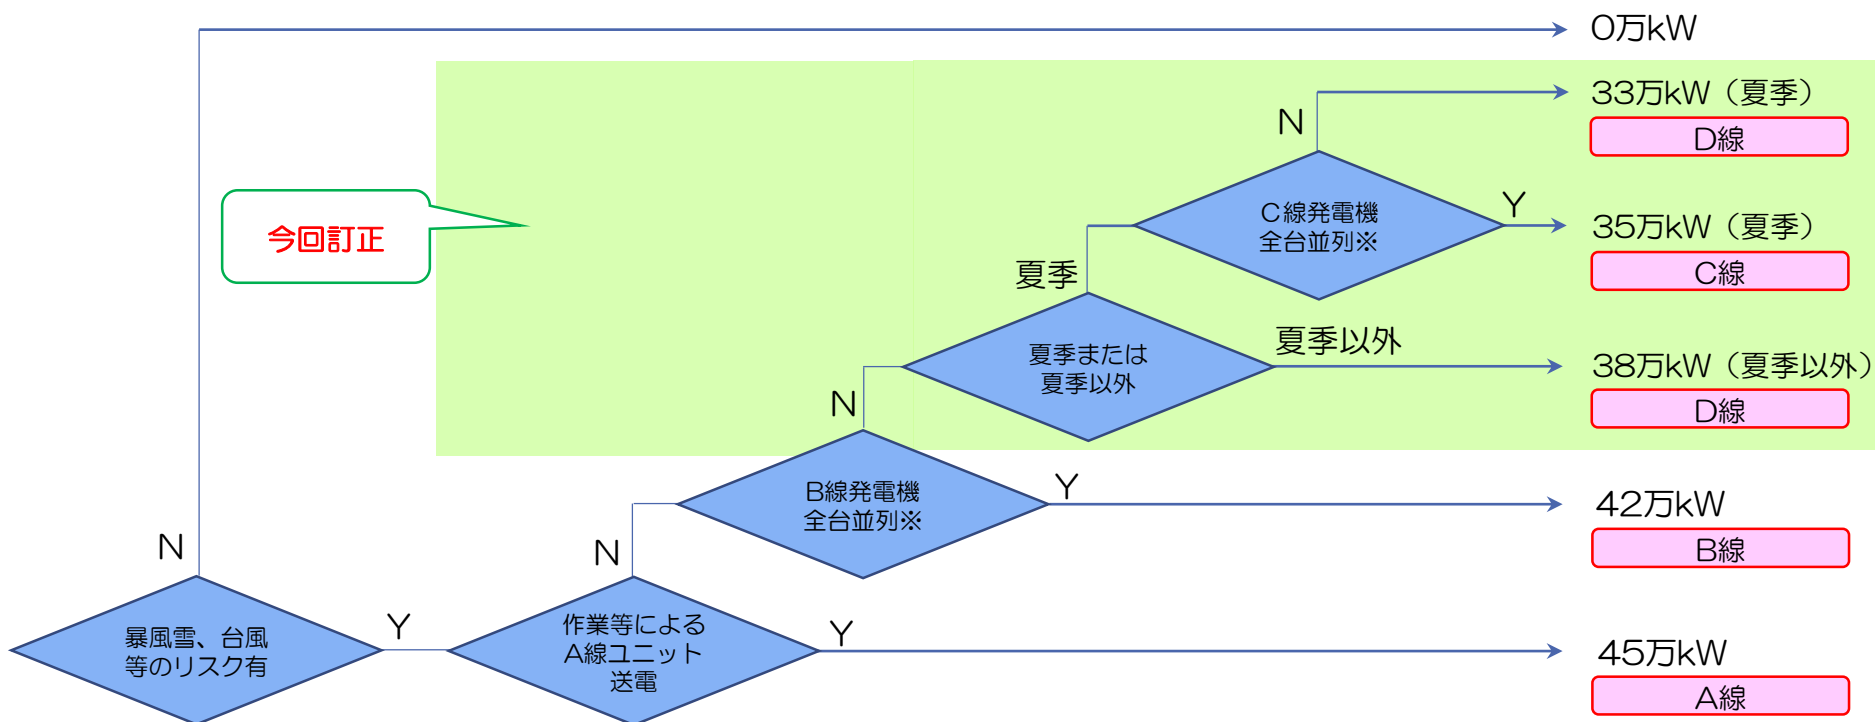 0万kW
33万kW（夏季）
N
D線
C線発電機
全台並列※
Y
35万kW（夏季）
C線
今回訂正
夏季
夏季または
夏季以外
夏季以外
38万kW（夏季以外）
D線
N
B線発電機
全台並列※
Y
42万kW
B線
N
N
暴風雪、台風
等のリスク有
Y
作業等による
A線ユニット
送電
Y
45万kW
A線